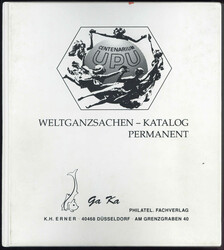 CENTENARIUM
UPU
WELTGANZSACHEN – KATALOG
PERMANENT
Ga Ka
PHILATEL. FACHVERLAG
K.H. ERNER 40468 DÜSSELDORF AM GRENZGRABEN 40